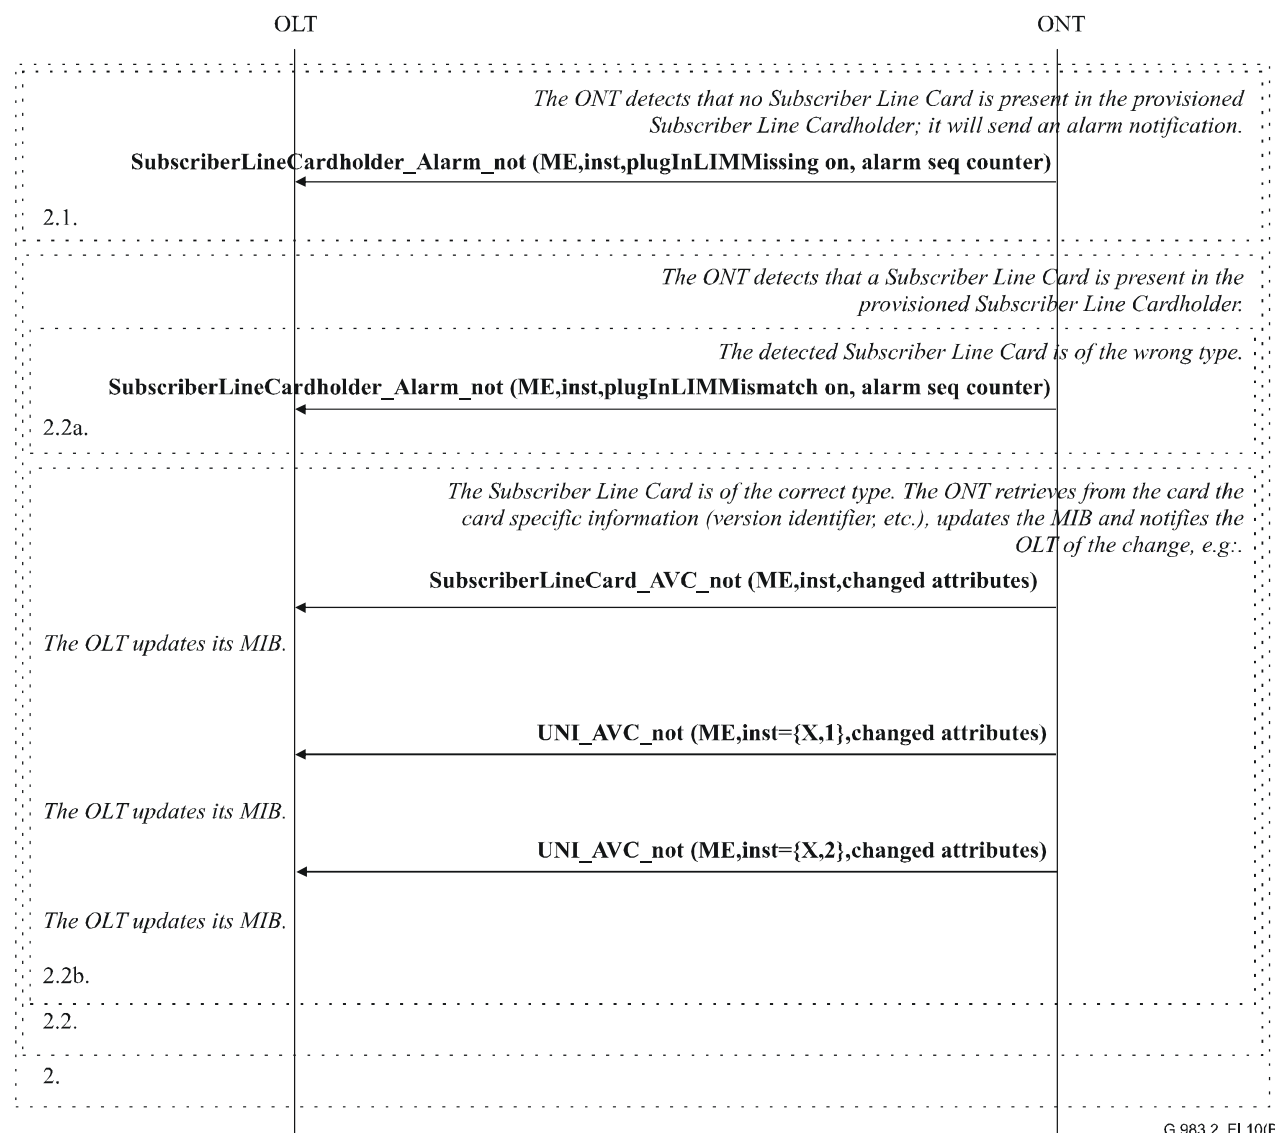 OLT
ONT
The ONT detects that no Subscriber Line Card is present in the provisioned
Subscriber Line Cardholder; it will send an alarm notification.
SubscriberLineCardholder_Alarm_not (ME,inst,plugInLIMMissing on, alarm seq counter)
2.1.
The ONT detects that a Subscriber Line Card is present in the
provisioned Subscriber Line Cardholder.
The detected Subscriber Line Card is of the wrong type.
SubscriberLineCardholder_Alarm_not (ME,inst,plugInLIMMismatch on, alarm seq counter)
2.2a.
The Subscriber Line Card is of the correct type. The ONT retrieves from the card the
card specific information (version identifier, etc.), updates the MIB and notifies the
OLT of the change, e.g:.
SubscriberLineCard_AVC_not (ME,inst,changed attributes)
The OLT updates its MIB.
UNI_AVC_not (ME,inst={X,1},changed attributes)
The OLT updates its MIB.
UNI_AVC_not (ME,inst={X,2},changed attributes)
The OLT updates its MIB.
2.2b.
2.2.
2.